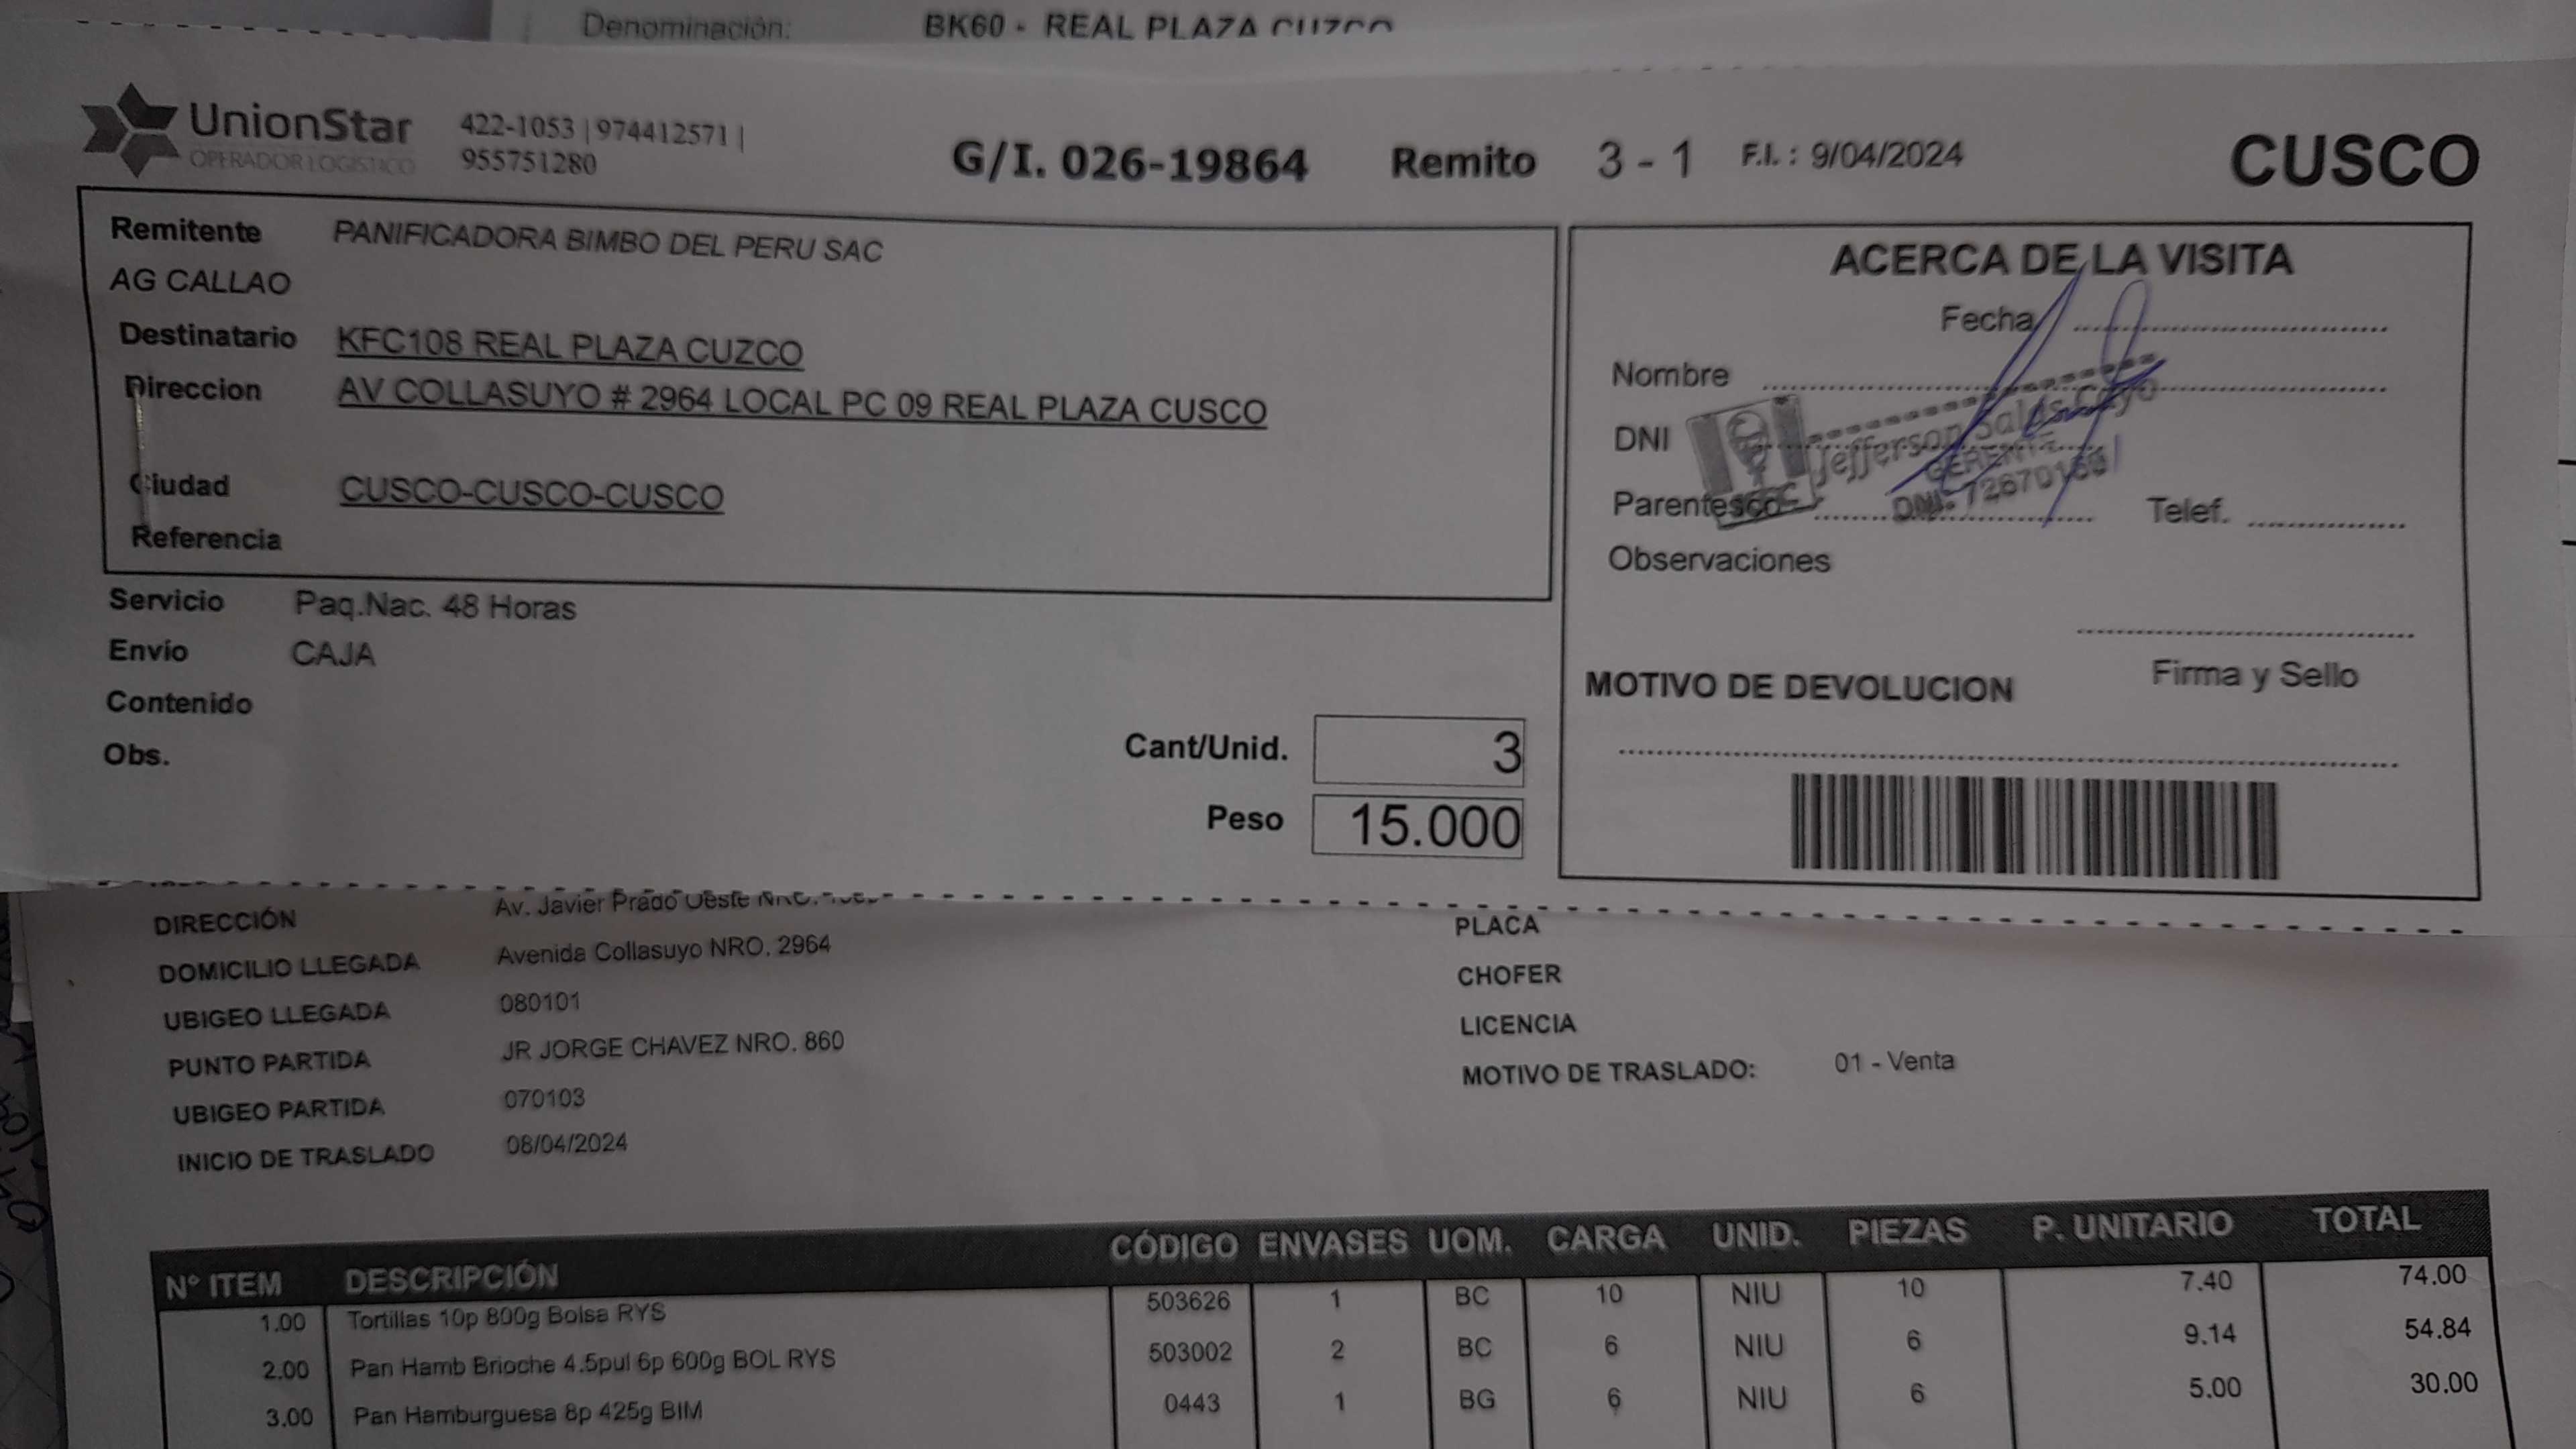 Denominación: BK60 - REAL PLAZA CUZCO
UnionStar
OPERADOR LOGISTICO
422-1053 | 974412571 |
955751280
G/I. 026-19864 Remito 3 - 1 F.I. : 9/04/2024 CUSCO
Remitente PANIFICADORA BIMBO DEL PERU SAC
AG CALLAO
Destinatario KFC108 REAL PLAZA CUZCO
Direccion AV COLLASUYO # 2964 LOCAL PC 09 REAL PLAZA CUSCO
Ciudad CUSCO-CUSCO-CUSCO
Referencia
Servicio Paq.Nac. 48 Horas
Envío CAJA
Contenido
Obs.
Cant/Unid. 3
Peso 15.000
ACERCA DE LA VISITA
Fecha
Nombre
DNI
Jefferson Salas Cayo
GERENTE
Parentesco
DNI:
Telef.
Observaciones
Firma y Sello
MOTIVO DE DEVOLUCION
DIRECCIÓN Av. Javier Prado Oeste NRO.
DOMICILIO LLEGADA Avenida Collasuyo NRO. 2964
UBIGEO LLEGADA 080101
PUNTO PARTIDA JR JORGE CHAVEZ NRO. 860
UBIGEO PARTIDA 070103
INICIO DE TRASLADO 08/04/2024
PLACA
CHOFER
LICENCIA
MOTIVO DE TRASLADO: 01 - Venta
Nº ITEM DESCRIPCIÓN CÓDIGO ENVASES UOM. CARGA UNID. PIEZAS P. UNITARIO TOTAL
1.00 Tortillas 10p 800g Bolsa RYS 503626 1 BC 10 NIU 10 7.40 74.00
2.00 Pan Hamb Brioche 4.5pul 6p 600g BOL RYS 503002 2 BC 6 NIU 6 9.14 54.84
3.00 Pan Hamburguesa 8p 425g BIM 0443 1 BG 6 NIU 6 5.00 30.00